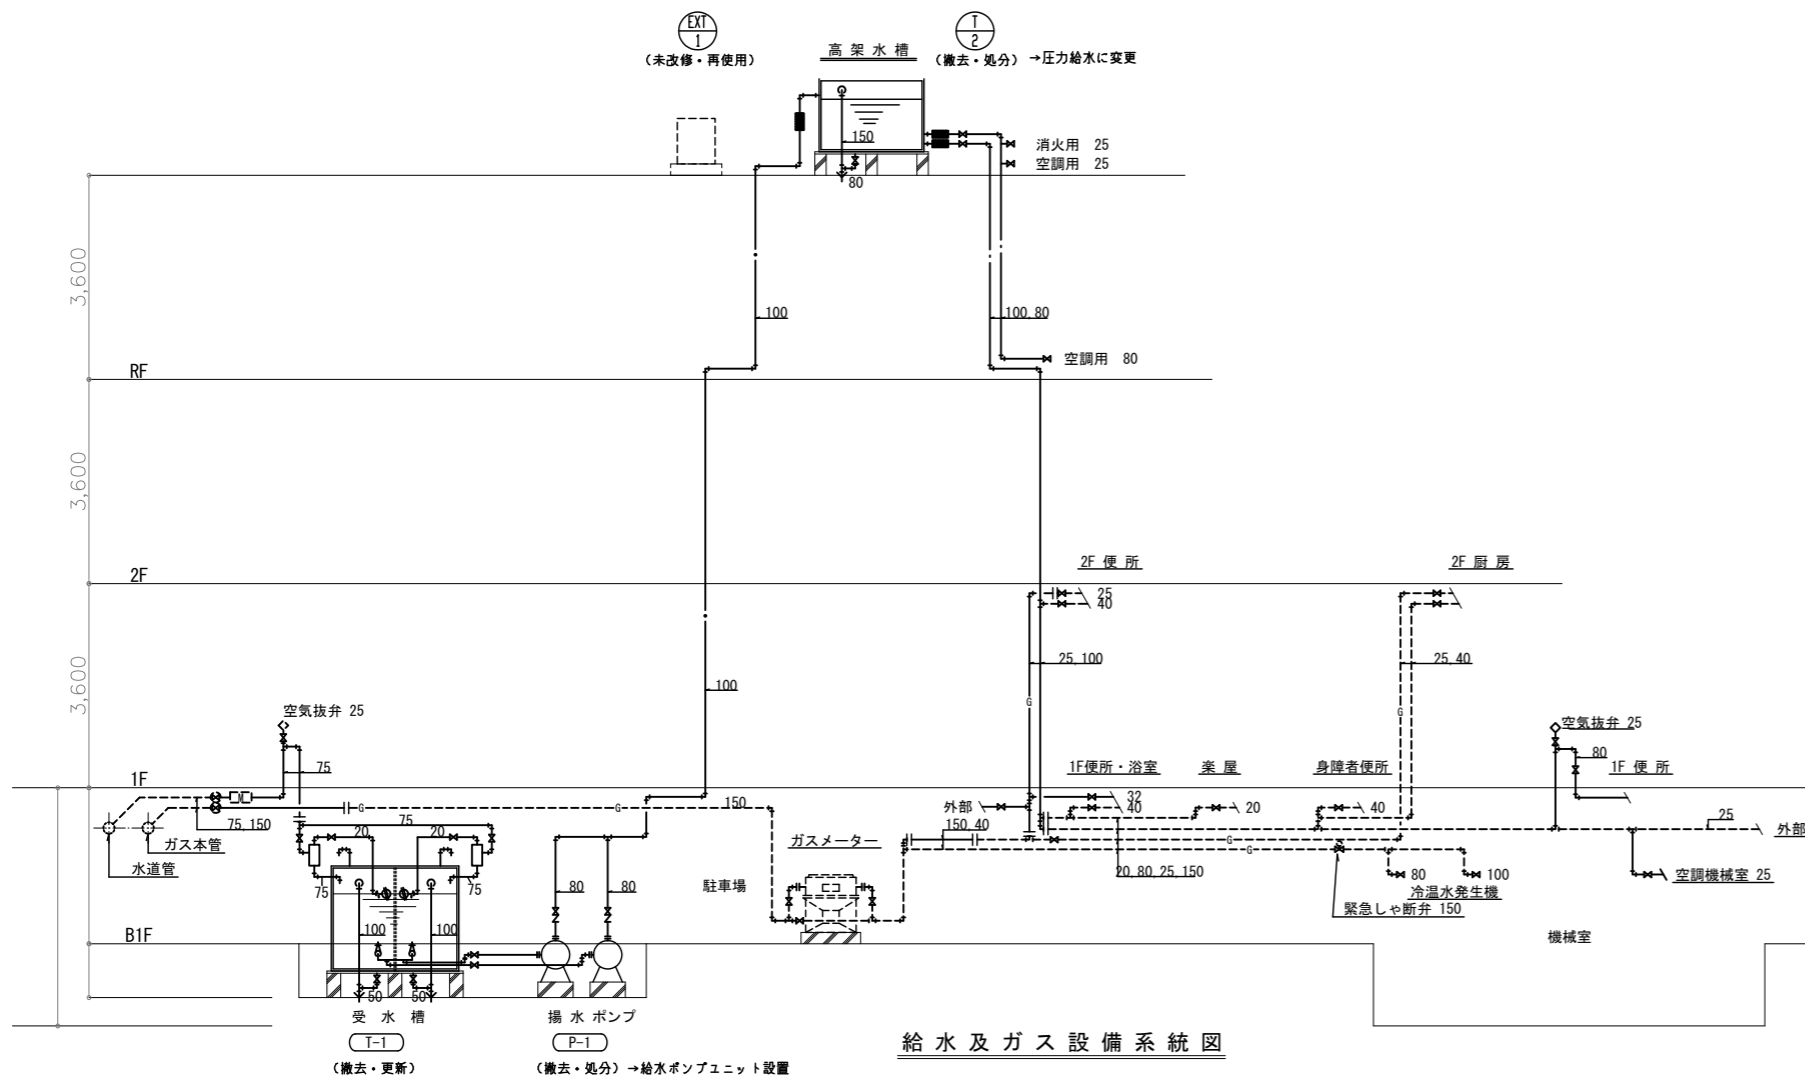 EXT
1
(未改修・再使用)
高架水槽
T
2
(撤去・処分) →圧力給水に変更
150
80
消火用 25
空調用 25
3,600
100
100,80
空調用 80
RF
3,600
2F
2F 便所
25
40
2F 厨房
3,600
25,100
25,40
G
G
100
空気抜弁 25
75
空気抜弁 25
80
1F 便所
1F
1F便所・浴室
楽屋
身障者便所
M
G
150
外部
32
40
20
40
75,150
ガス本管
水道管
75
20
20
75
75
ガスメーター
150,40
G
G
S
25
外部
20,80,25,150
80
100
冷温水発生機
緊急しゃ断弁 150
空調機械室 25
駐車場
80
80
100
100
B1F
機械室
50
50
受水槽
揚水ポンプ
T-1
P-1
(撤去・更新)
(撤去・処分) →給水ポンプユニット設置
給水及ガス設備系統図